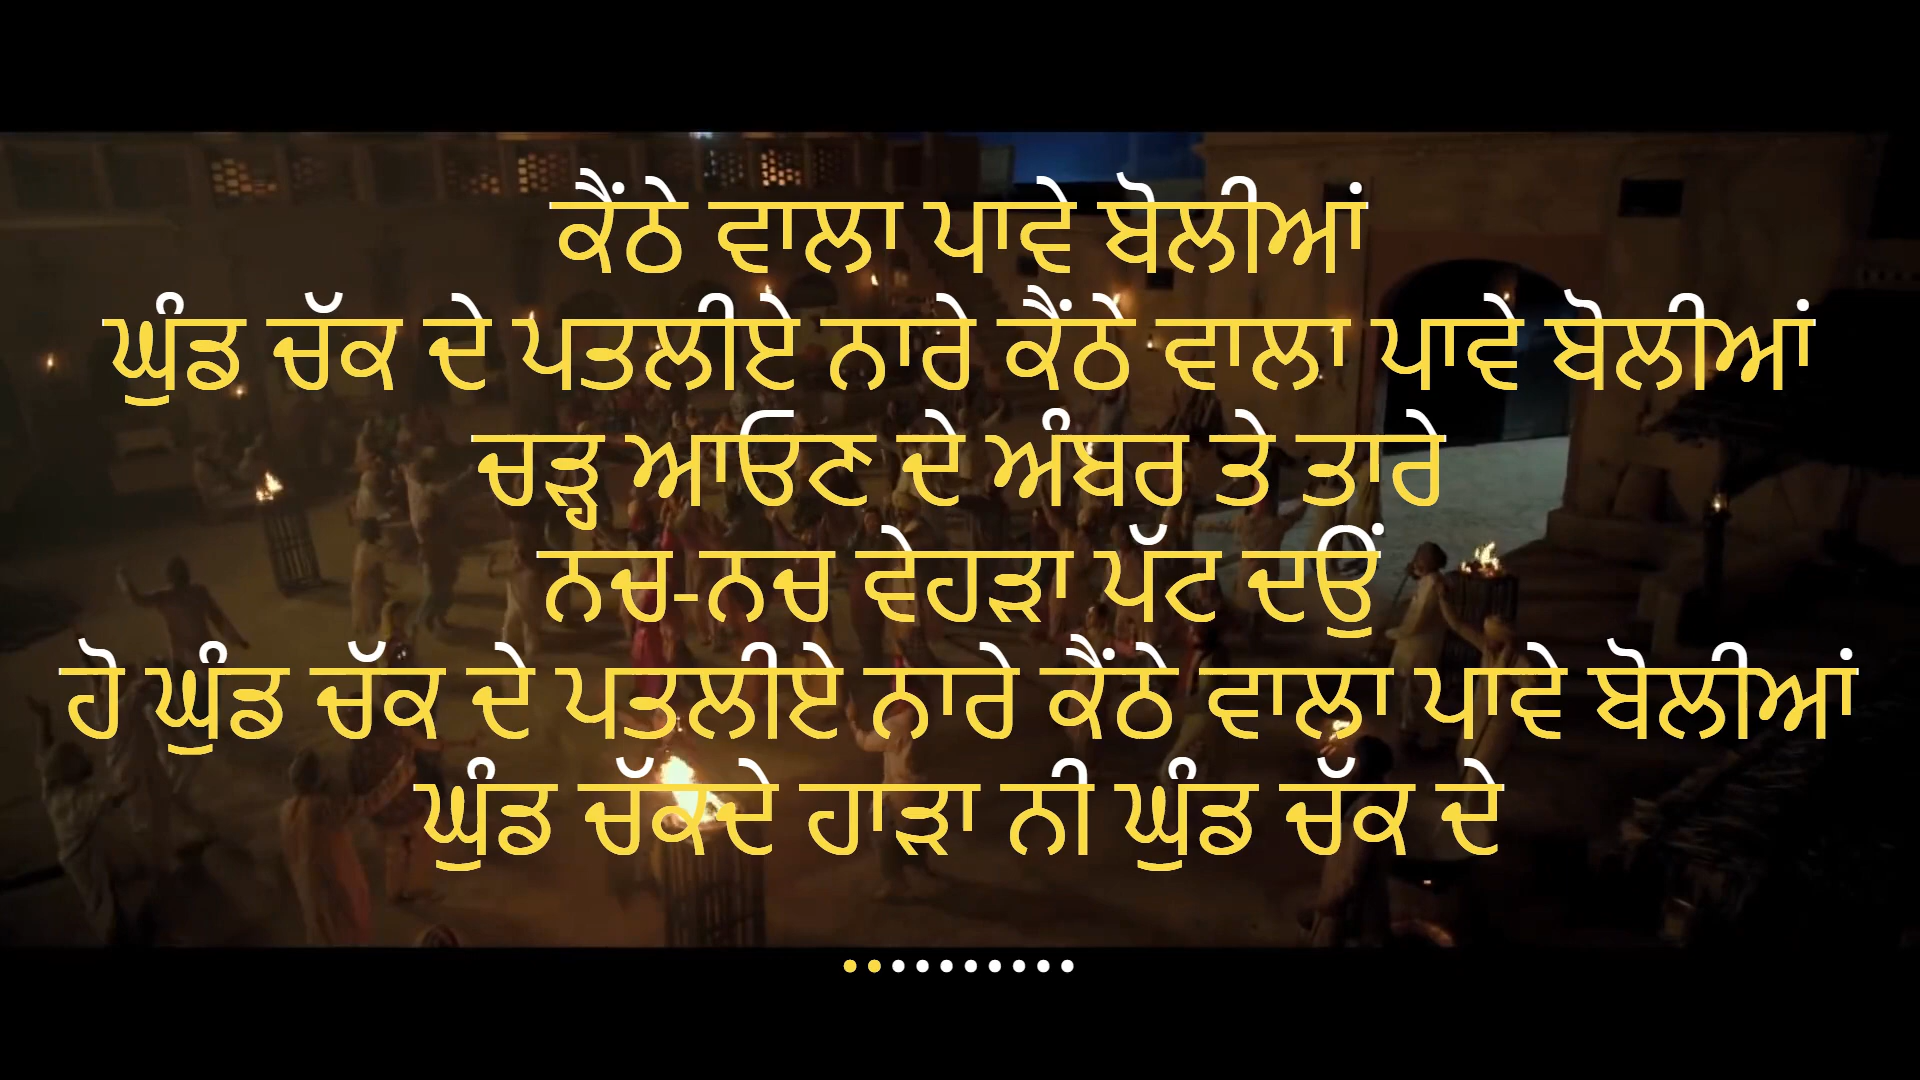 ਕੈਂਠੇ ਵਾਲਾ ਪਾਵੇ ਬੋਲੀਆਂ
ਘੁੰਡ ਚੱਕ ਦੇ ਪਤਲੀਏ ਨਾਰੇ ਕੈਂਠੇ ਵਾਲਾ ਪਾਵੇ ਬੋਲੀਆਂ
ਚੜ੍ਹ ਆਓਣ ਦੇ ਅੰਬਰ ਤੇ ਤਾਰੇ
ਨਚ-ਨਚ ਵੇਹੜਾ ਪੱਟ ਦਊਂ
ਹੋ ਘੁੰਡ ਚੱਕ ਦੇ ਪਤਲੀਏ ਨਾਰੇ ਕੈਂਠੇ ਵਾਲਾ ਪਾਵੇ ਬੋਲੀਆਂ
ਘੁੰਡ ਚੱਕਦੇ ਹਾੜਾ ਨੀ ਘੁੰਡ ਚੱਕ ਦੇ